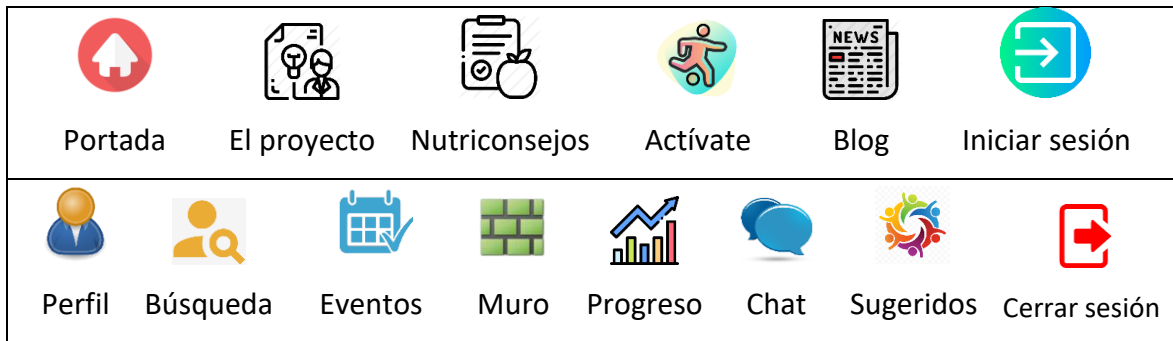 NEWS
Portada El proyecto Nutriconsejos Actívate Blog Iniciar sesión
Perfil Búsqueda Eventos Muro Progreso Chat Sugeridos Cerrar sesión